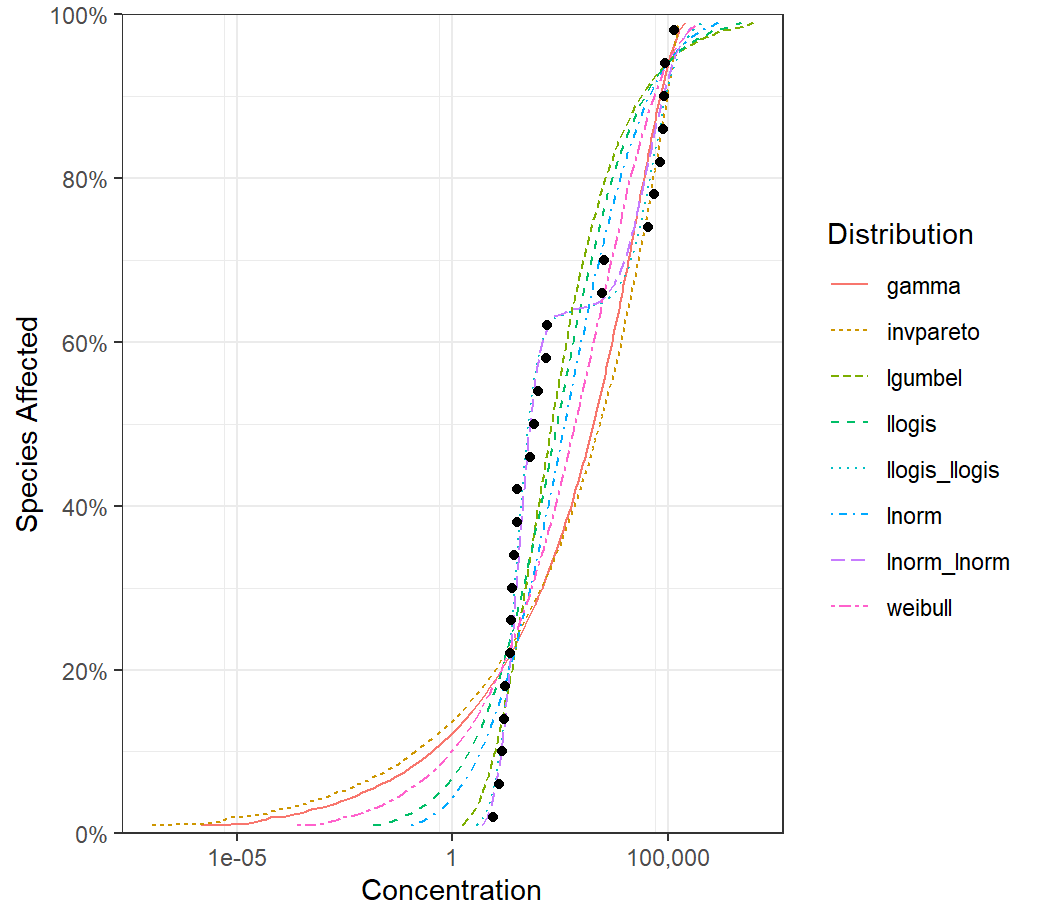 100%
80%
60%
40%
20%
0%
Species Affected
1e-05
1
100,000
Concentration
Distribution
gamma
invpareto
lgumbel
llogis
llogis_llogis
lnorm
lnorm_lnorm
weibull